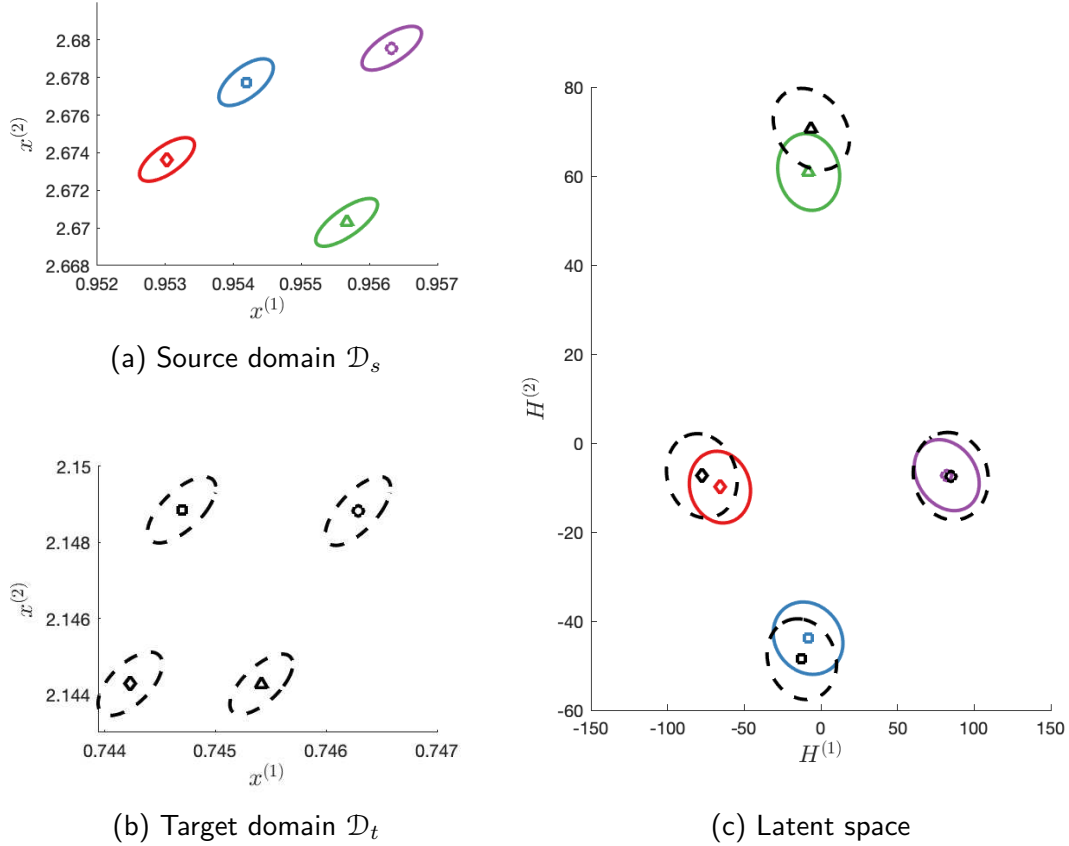 2.68
2.678
2.676
2.674
2.672
2.67
2.668
x^{(2)}
0.952 0.953 0.954 0.955 0.956 0.957
x^{(1)}
(a) Source domain 𝒟_s
2.15
2.148
2.146
2.144
x^{(2)}
0.744 0.745 0.746 0.747
x^{(1)}
(b) Target domain 𝒟_t
80
60
40
20
0
-20
-40
-60
H^{(2)}
-150 -100 -50 0 50 100 150
H^{(1)}
(c) Latent space